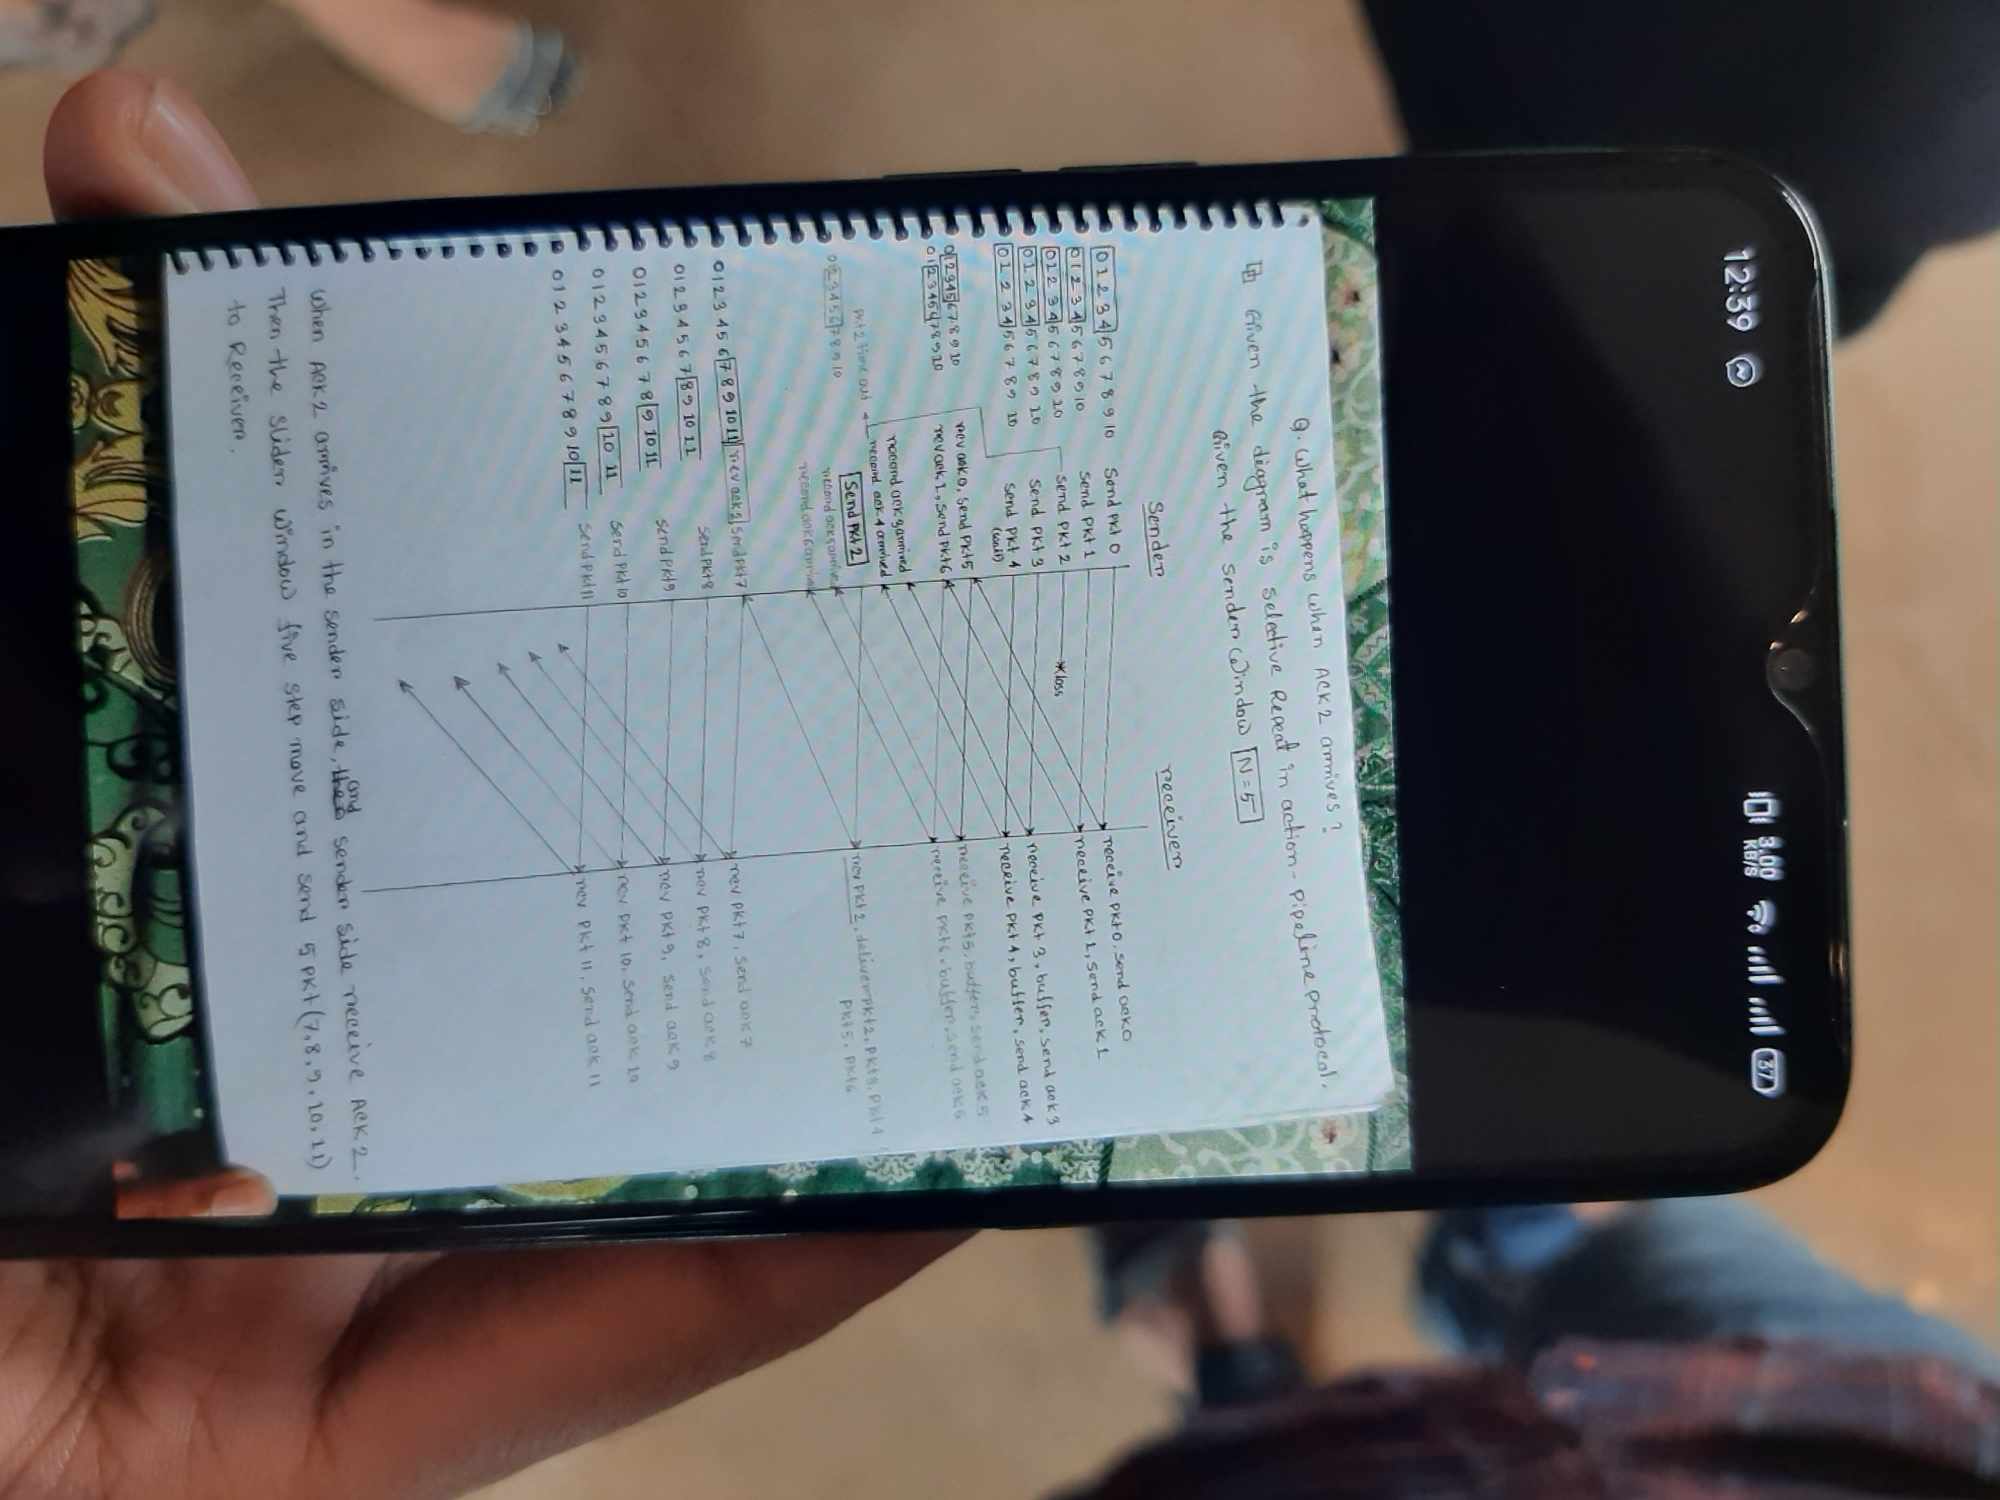 12:39
3.00 KB/S
37
Q. What happens when ACK 2 arrives?
Given the diagram is selective Repeat in action - Pipeline Protocol.
Given the sender window N = 5
Sender
receiver
0 1 2 3 4 5 6 7 8 9 10 Send pkt 0 receive pkt 0, send ack 0
0 1 2 3 4 5 6 7 8 9 10 send pkt 1 receive pkt 1, send ack 1
0 1 2 3 4 5 6 7 8 9 10 send pkt 2 loss
0 1 2 3 4 5 6 7 8 9 10 send pkt 3 receive pkt 3, buffer, send ack 3
0 1 2 3 4 5 6 7 8 9 10 send pkt 4 receive pkt 4, buffer, send ack 4
(wait)
0 1 2 3 4 5 6 7 8 9 10 rcv ack 0, send pkt 5 receive pkt 5, buffer, send ack 5
0 1 2 3 4 5 6 7 8 9 10 rcv ack 1, send pkt 6 receive pkt 6, buffer, send ack 6
record ack 3 arrived
record ack 4 arrived
pkt 2 time out
Send pkt 2 rcv pkt 2, deliver pkt 2, pkt 3, pkt 4
pkt 5, pkt 6
0 1 2 3 4 5 6 7 8 9 10 record ack 5 arrive
record ack 6 arrive
0 1 2 3 4 5 6 7 8 9 10 11 rcv ack 2, send pkt 7 rcv pkt 7, send ack 7
0 1 2 3 4 5 6 7 8 9 10 11 send pkt 8 rcv pkt 8, send ack 8
0 1 2 3 4 5 6 7 8 9 10 11 send pkt 9 rcv pkt 9, send ack 9
0 1 2 3 4 5 6 7 8 9 10 11 send pkt 10 rcv pkt 10, send ack 10
0 1 2 3 4 5 6 7 8 9 10 11 send pkt 11 rcv pkt 11, send ack 11
When ACK 2 arrives in the sender side, and sender side receive ACK 2.
Then the slider window five step move and send 5 pkt (7, 8, 9, 10, 11)
to Receiver.